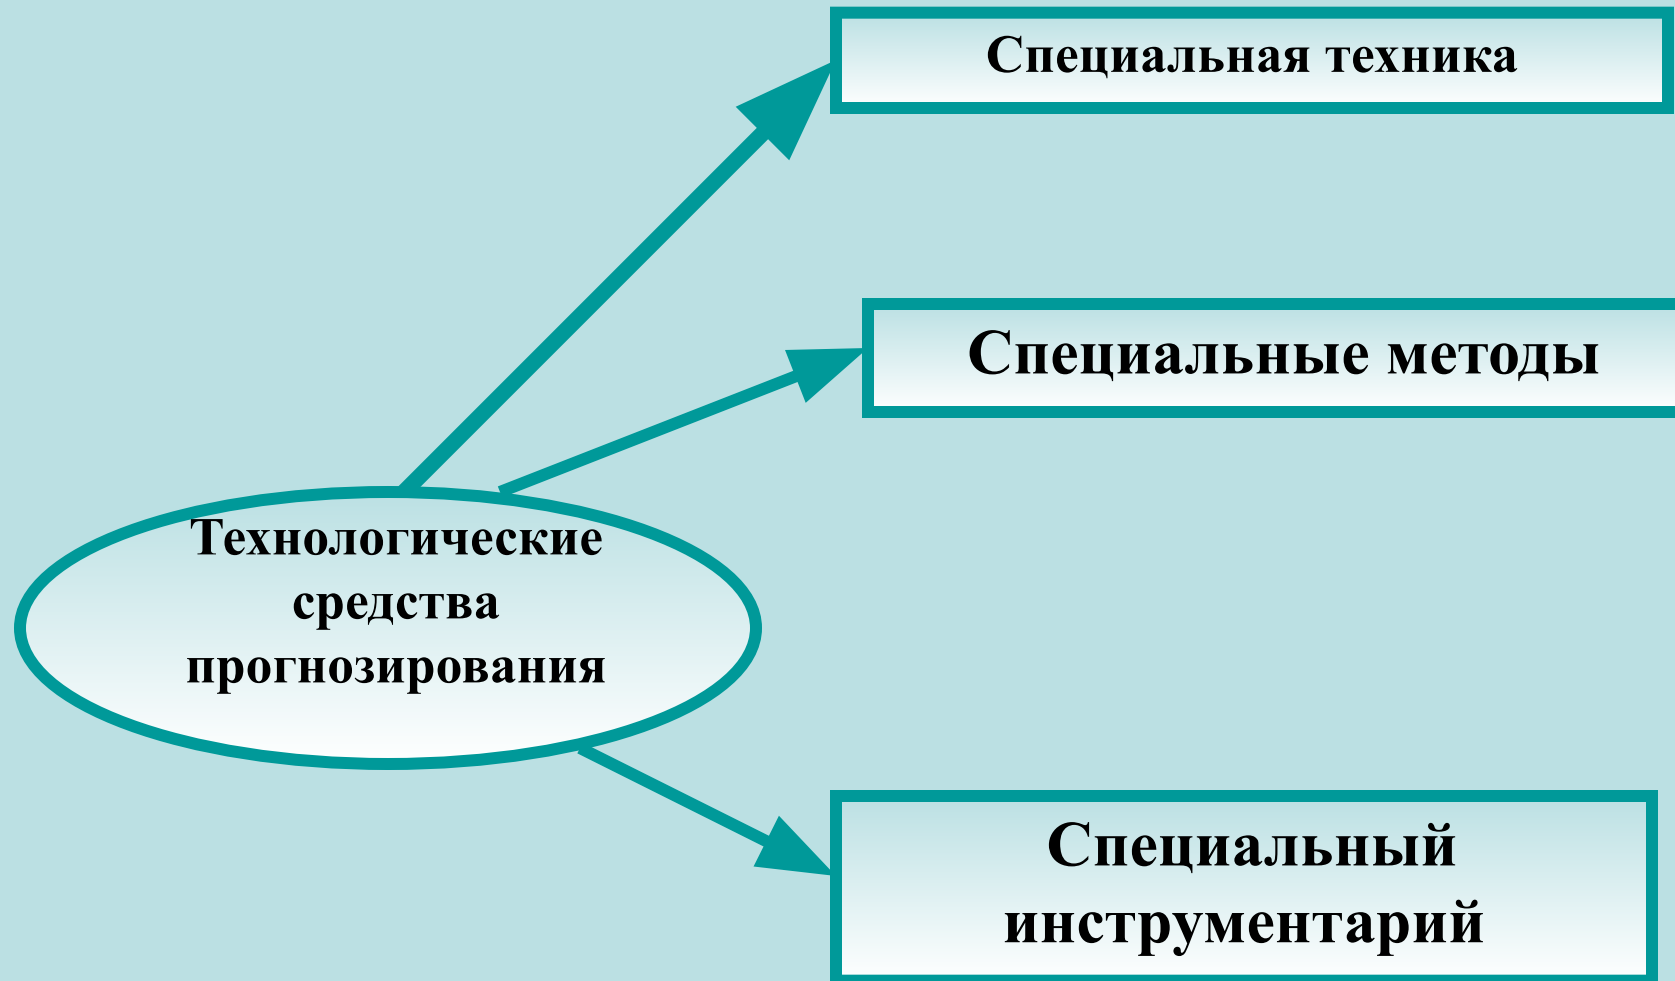 Специальная техника
Специальные методы
Технологические
средства
прогнозирования
Специальный
инструментарий